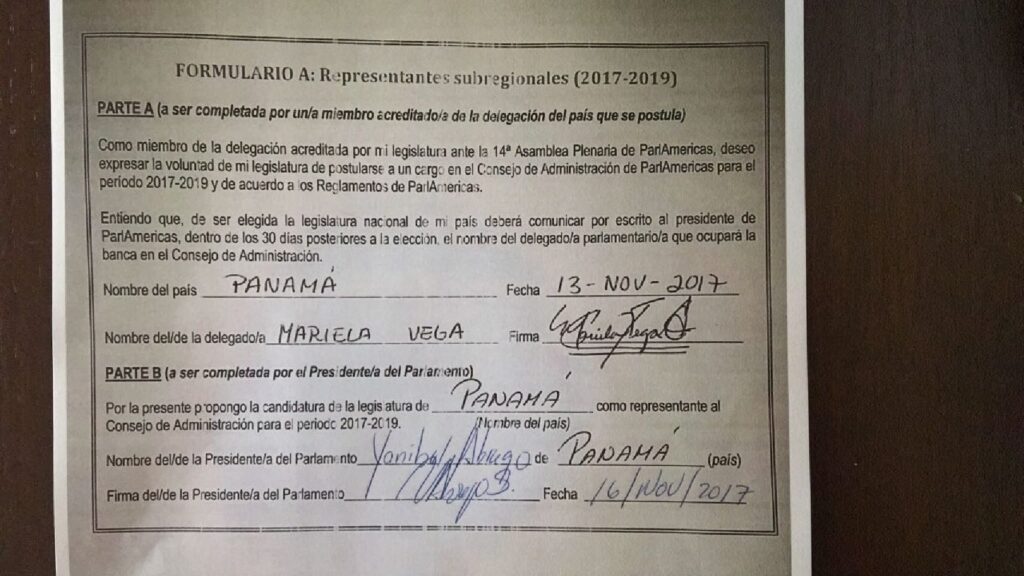 FORMULARIO A: Representantes subregionales (2017-2019)
PARTE A (a ser completada por un/a miembro acreditado/a de la delegación del país que se postula)
Como miembro de la delegación acreditada por mi legislatura ante la 14ª Asamblea Plenaria de ParlAmericas, deseo
expresar la voluntad de mi legislatura de postularse a un cargo en el Consejo de Administración de ParlAmericas para el
periodo 2017-2019 y de acuerdo a los Reglamentos de ParlAmericas.
Entiendo que, de ser elegida la legislatura nacional de mi país deberá comunicar por escrito al presidente de
ParlAmericas, dentro de los 30 días posteriores a la elección, el nombre del delegado/a parlamentario/a que ocupará la
banca en el Consejo de Administración.
Nombre del país PANAMÁ Fecha 13-NOV-2017
Nombre del/de la delegado/a MARIELA VEGA Firma Mariela Vega
PARTE B (a ser completada por el Presidente/a del Parlamento)
Por la presente propongo la candidatura de la legislatura de PANAMÁ como representante al
Consejo de Administración para el periodo 2017-2019. (Nombre del país)
Nombre del/de la Presidente/a del Parlamento Yanibel Abrego de PANAMÁ (país)
Firma del/de la Presidente/a del Parlamento Abrego S. Fecha 16/NOV/2017